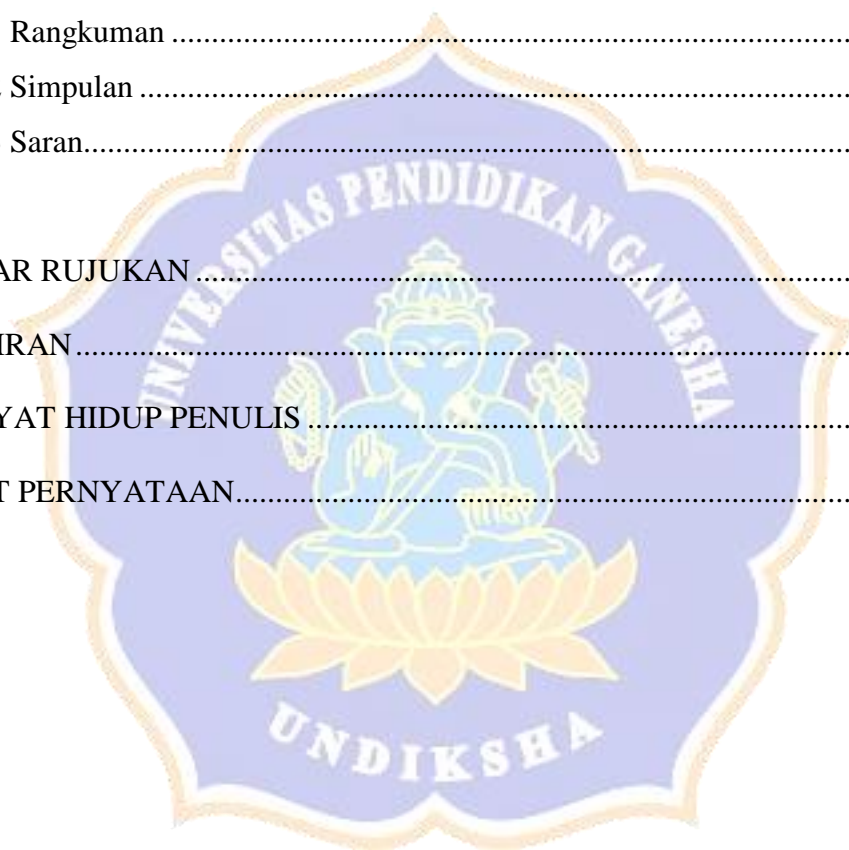 Rangkuman ....................................................................................
Simpulan ........................................................................................
Saran...............................................................................................
AR RUJUKAN .................................................................................
IRAN................................................................................................
YAT HIDUP PENULIS ...................................................................
T PERNYATAAN............................................................................
UNIVERSITAS PENDIDIKAN GANESHA
UNDIKSHA